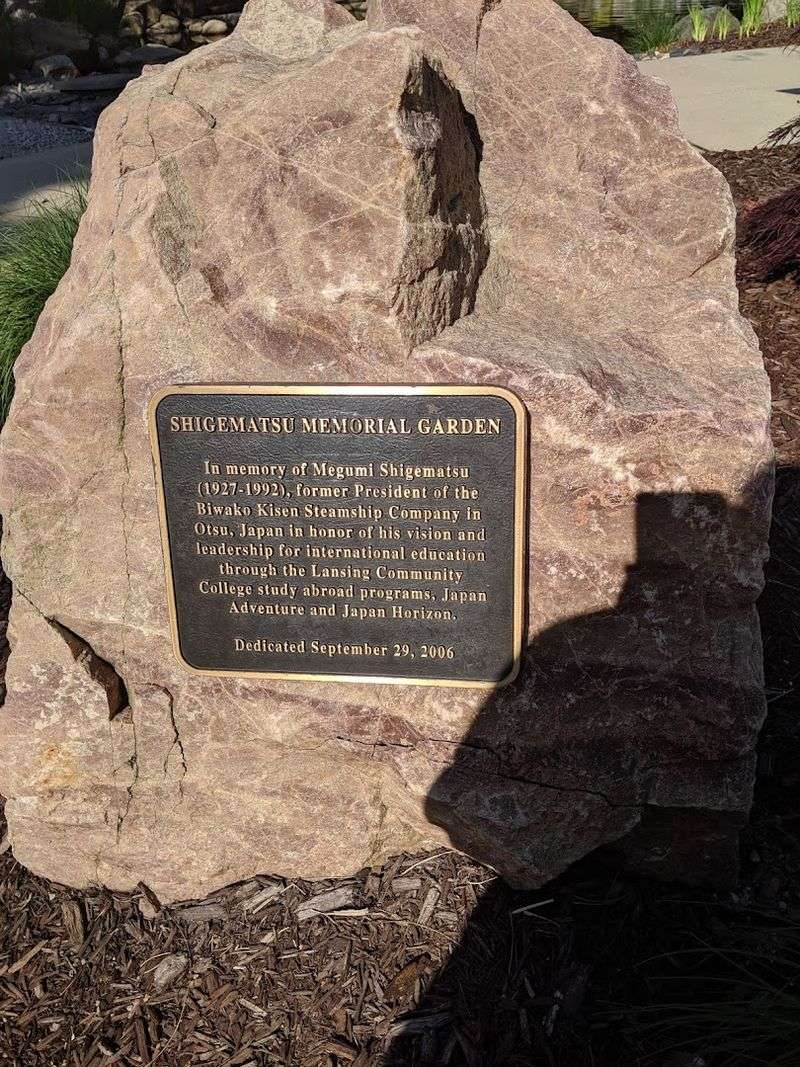 SHIGEMATSU MEMORIAL GARDEN
In memory of Megumi Shigematsu
(1927-1992), former President of the
Biwako Kisen Steamship Company in
Otsu, Japan in honor of his vision and
leadership for international education
through the Lansing Community
College study abroad programs, Japan
Adventure and Japan Horizon.
Dedicated September 29, 2006